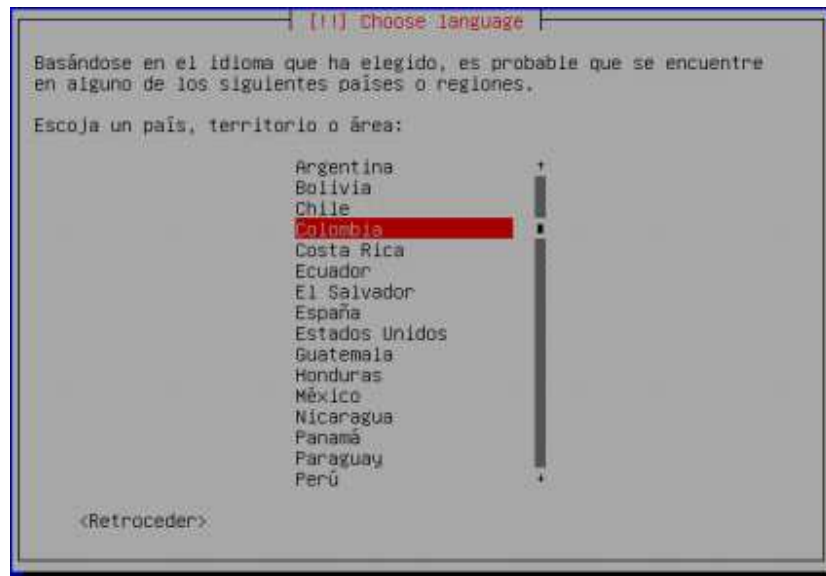 [!!] Choose language
Basándose en el idioma que ha elegido, es probable que se encuentre
en alguno de los siguientes países o regiones.
Escoja un país, territorio o área:
Argentina
Bolivia
Chile
Colombia
Costa Rica
Ecuador
El Salvador
España
Estados Unidos
Guatemala
Honduras
México
Nicaragua
Panamá
Paraguay
Perú
<Retroceder>